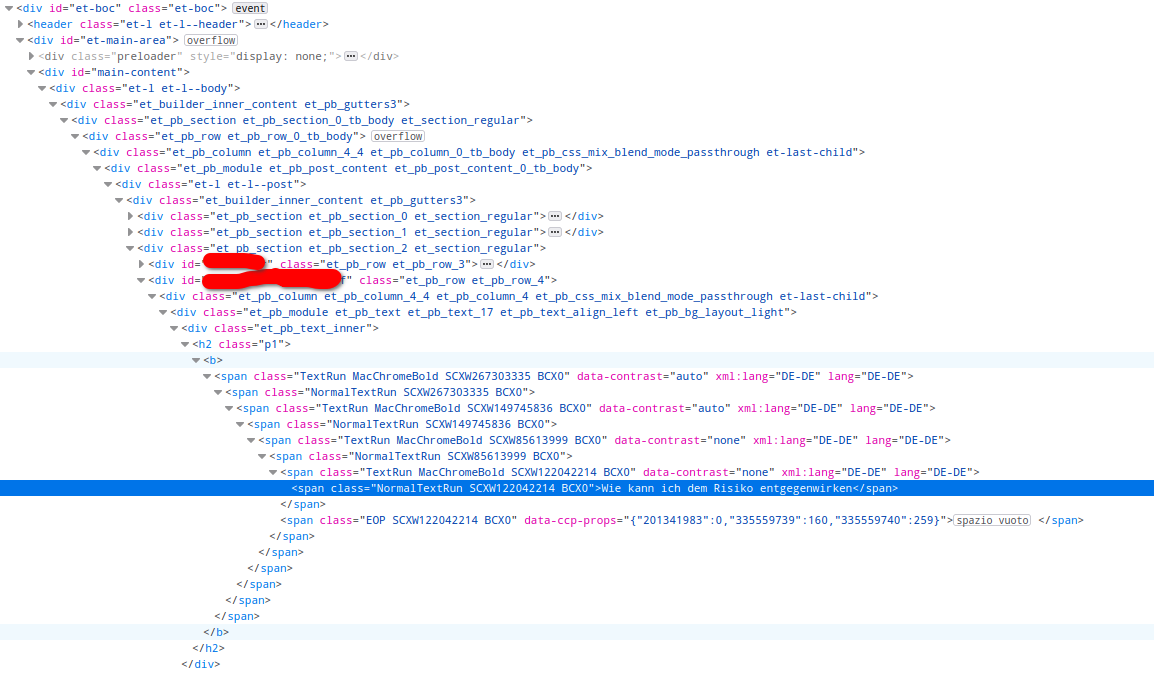 <div id="et-boc" class="et-boc"> event
<header class="et-l et-l--header"> ••• </header>
<div id="et-main-area"> overflow
<div class="preloader" style="display: none;"> ••• </div>
<div id="main-content">
<div class="et-l et-l--body">
<div class="et_builder_inner_content et_pb_gutters3">
<div class="et_pb_section et_pb_section_0_tb_body et_section_regular">
<div class="et_pb_row et_pb_row_0_tb_body"> overflow
<div class="et_pb_column et_pb_column_4_4 et_pb_column_0_tb_body et_pb_css_mix_blend_mode_passthrough et-last-child">
<div class="et_pb_module et_pb_post_content et_pb_post_content_0_tb_body">
<div class="et-l et-l--post">
<div class="et_builder_inner_content et_pb_gutters3">
<div class="et_pb_section et_pb_section_0 et_section_regular"> ••• </div>
<div class="et_pb_section et_pb_section_1 et_section_regular"> ••• </div>
<div class="et_pb_section et_pb_section_2 et_section_regular">
<div id= " class="et_pb_row et_pb_row_3"> ••• </div>
<div id= f" class="et_pb_row et_pb_row_4">
<div class="et_pb_column et_pb_column_4_4 et_pb_column_4 et_pb_css_mix_blend_mode_passthrough et-last-child">
<div class="et_pb_module et_pb_text et_pb_text_17 et_pb_text_align_left et_pb_bg_layout_light">
<div class="et_pb_text_inner">
<h2 class="p1">
<b>
<span class="TextRun MacChromeBold SCXW267303335 BCX0" data-contrast="auto" xml:lang="DE-DE" lang="DE-DE">
<span class="NormalTextRun SCXW267303335 BCX0">
<span class="TextRun MacChromeBold SCXW149745836 BCX0" data-contrast="auto" xml:lang="DE-DE" lang="DE-DE">
<span class="NormalTextRun SCXW149745836 BCX0">
<span class="TextRun MacChromeBold SCXW85613999 BCX0" data-contrast="none" xml:lang="DE-DE" lang="DE-DE">
<span class="NormalTextRun SCXW85613999 BCX0">
<span class="TextRun MacChromeBold SCXW122042214 BCX0" data-contrast="none" xml:lang="DE-DE" lang="DE-DE">
<span class="NormalTextRun SCXW122042214 BCX0">Wie kann ich dem Risiko entgegenwirken</span>
</span>
<span class="EOP SCXW122042214 BCX0" data-ccp-props="{"201341983":0,"335559739":160,"335559740":259}"> spazio vuoto </span>
</span>
</span>
</span>
</span>
</span>
</span>
</b>
</h2>
</div>